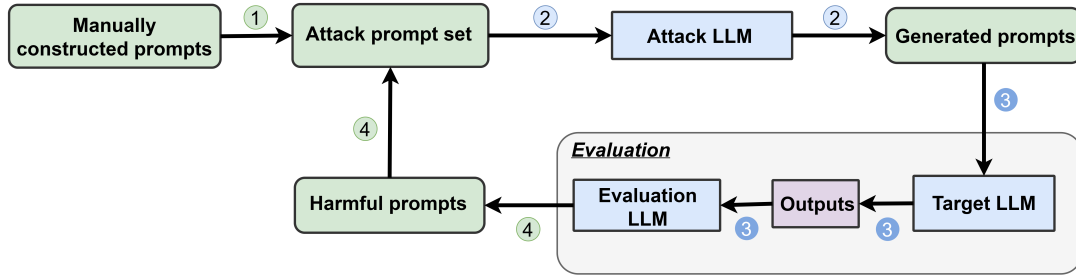 Manually
constructed prompts
1
Attack prompt set
2
Attack LLM
2
Generated prompts
3
4
Evaluation
Harmful prompts
4
Evaluation
LLM
3
Outputs
3
Target LLM